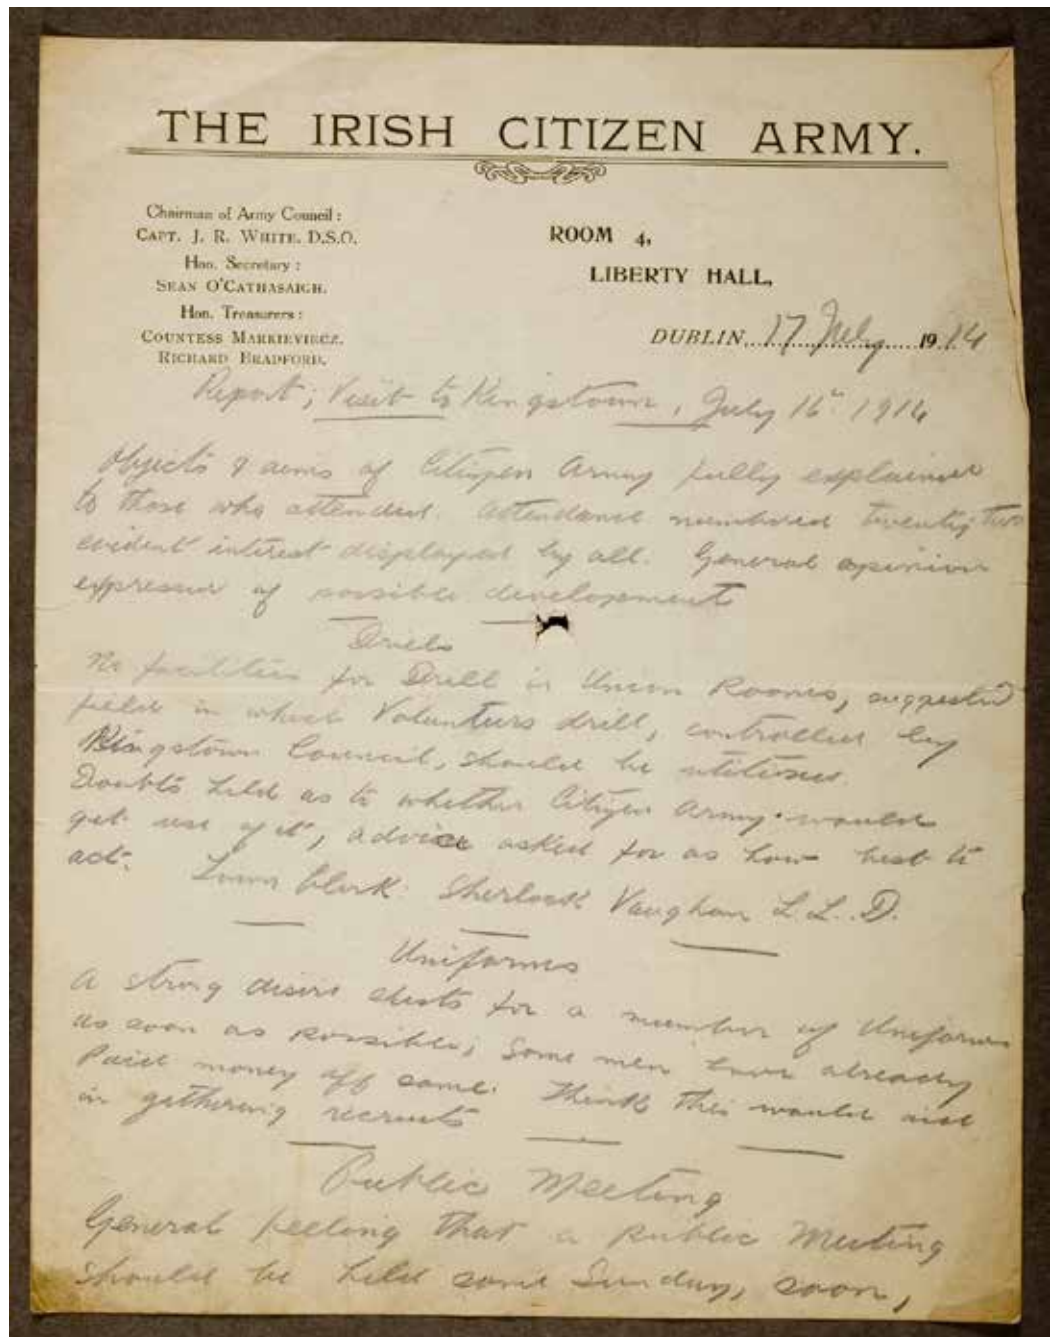 THE IRISH CITIZEN ARMY.
Chairman of Army Council:
CAPT. J. R. WHITE. D.S.O.
Hon. Secretary:
SEAN O'CATHASAIGH.
Hon. Treasurers:
COUNTESS MARKIEVIECZ.
RICHARD BRADFORD.
ROOM 4,
LIBERTY HALL,
DUBLIN 17 July 1914
Report; Visit to Kingstown, July 16th 1914
Objects & aims of Citizen Army fully explained
to those who attended. Attendance numbered twenty two
evident interest displayed by all. General opinion
expressed of possible developments
Drills
No facilities for Drill in Union Rooms, suggested
field in which Volunteers drill, controlled by
Kingstown Council, should be utilised.
Doubts held as to whether Citizen Army would
get use of it, advice asked for as how best to
act. Town Clerk. Sherlock Vaughan L.L.D.
Uniforms
A strong desire exists for a number of Uniforms
as soon as possible; Some men have already
Paid money off same. Think this would aid
in gathering recruits
Public Meeting
General feeling that a public Meeting
should be held some Sunday, soon,